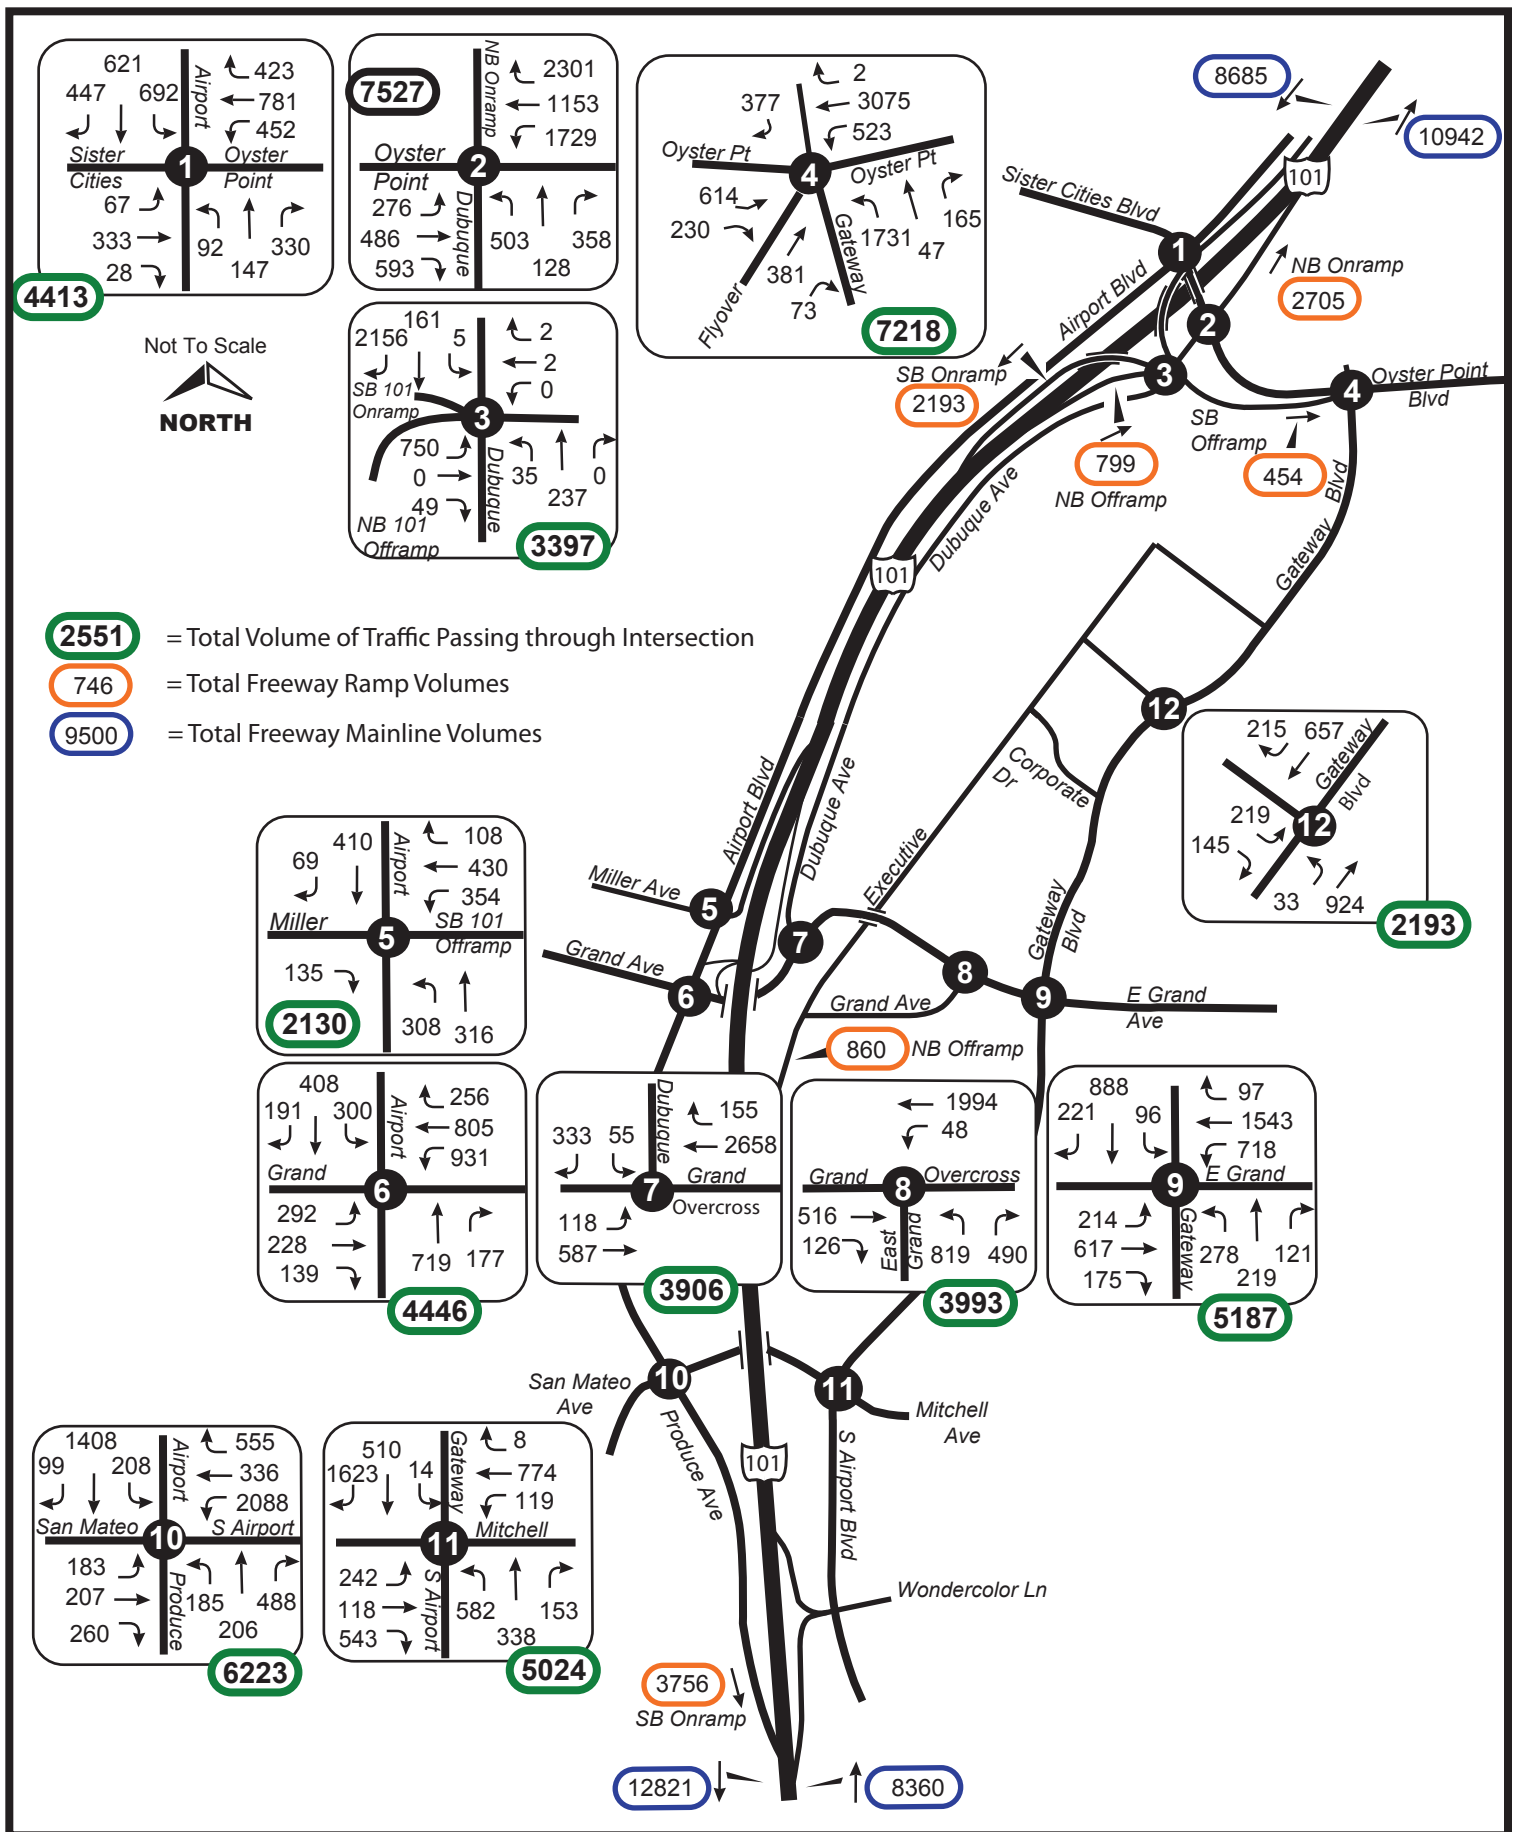 621
447
692
Airport
423
781
452
Sister
Cities
1
Oyster
Point
67
333
28
92
147
330
4413
7527
NB Onramp
2301
1153
1729
Oyster
Point
2
Dubuque
276
486
593
503
128
358
2
377
3075
523
Oyster Pt
4
Oyster Pt
614
230
Gateway
1731
47
165
381
73
Flyover
7218
Not To Scale
NORTH
2156
161
5
2
2
0
SB 101
Onramp
3
750
0
49
Dubuque
35
237
0
NB 101
Offramp
3397
8685
10942
101
Sister Cities Blvd
1
Airport Blvd
NB Onramp
2705
2
3
SB Onramp
2193
4
Oyster Point
Blvd
SB
Offramp
454
799
NB Offramp
Dubuque Ave
Gateway
Blvd
101
2551
= Total Volume of Traffic Passing through Intersection
746
= Total Freeway Ramp Volumes
9500
= Total Freeway Mainline Volumes
12
Corporate
Dr
Executive
Airport Blvd
Dubuque Ave
215
657
Gateway
Blvd
219
12
145
33
924
2193
69
410
Airport
108
430
354
Miller
5
SB 101
Offramp
135
308
316
2130
Miller Ave
5
7
Grand Ave
6
8
Gateway
Blvd
9
E Grand
Ave
Grand Ave
860
NB Offramp
408
191
300
Airport
256
805
931
Grand
6
292
228
139
719
177
4446
333
55
Dubuque
155
2658
7
Grand
Overcross
118
587
3906
1994
48
Grand
8
Overcross
516
126
East
Grand
819
490
3993
888
221
96
97
1543
718
9
E Grand
214
617
175
Gateway
278
219
121
5187
San Mateo
Ave
10
11
Mitchell
Ave
Produce Ave
101
S Airport Blvd
Wondercolor Ln
1408
99
208
Airport
555
336
2088
San Mateo
10
S Airport
183
207
260
Produce
185
206
488
6223
510
1623
14
Gateway
8
774
119
11
Mitchell
242
118
543
S Airport
582
338
153
5024
3756
SB Onramp
12821
8360